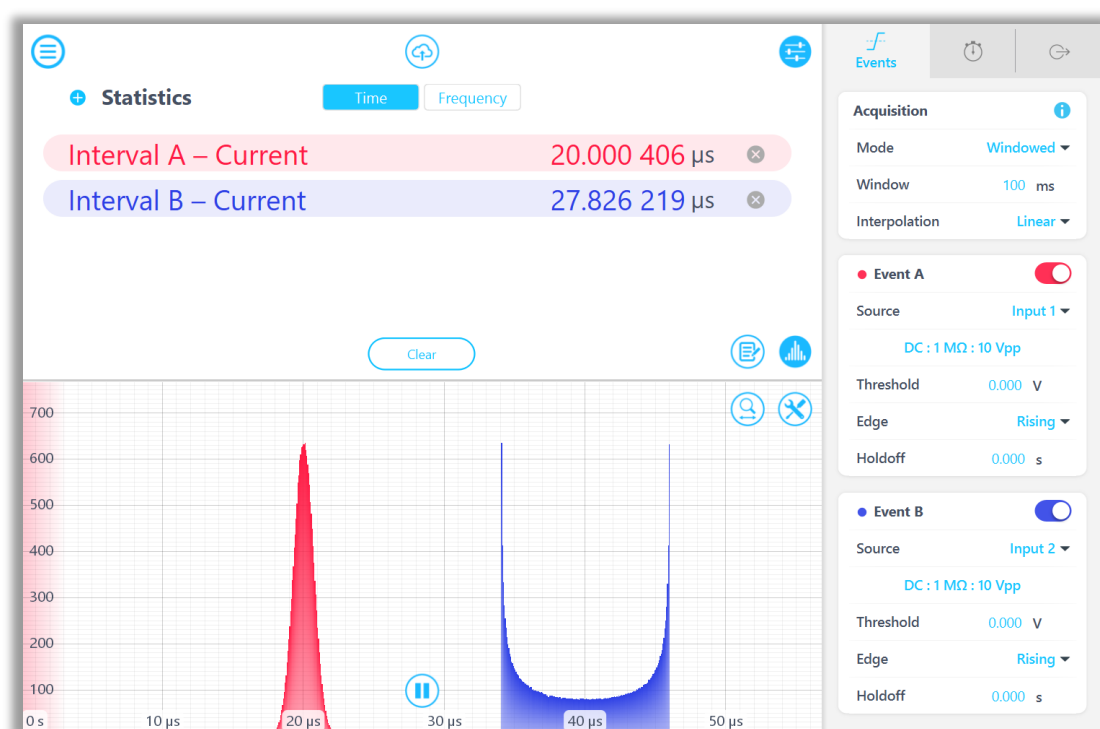 Statistics
Time
Frequency
Interval A – Current 20.000 406 µs
Interval B – Current 27.826 219 µs
Clear
700
600
500
400
300
200
100
0 s
10 µs
20 µs
30 µs
40 µs
50 µs
Events
Acquisition
Mode Windowed
Window 100 ms
Interpolation Linear
Event A
Source Input 1
DC : 1 MΩ : 10 Vpp
Threshold 0.000 V
Edge Rising
Holdoff 0.000 s
Event B
Source Input 2
DC : 1 MΩ : 10 Vpp
Threshold 0.000 V
Edge Rising
Holdoff 0.000 s